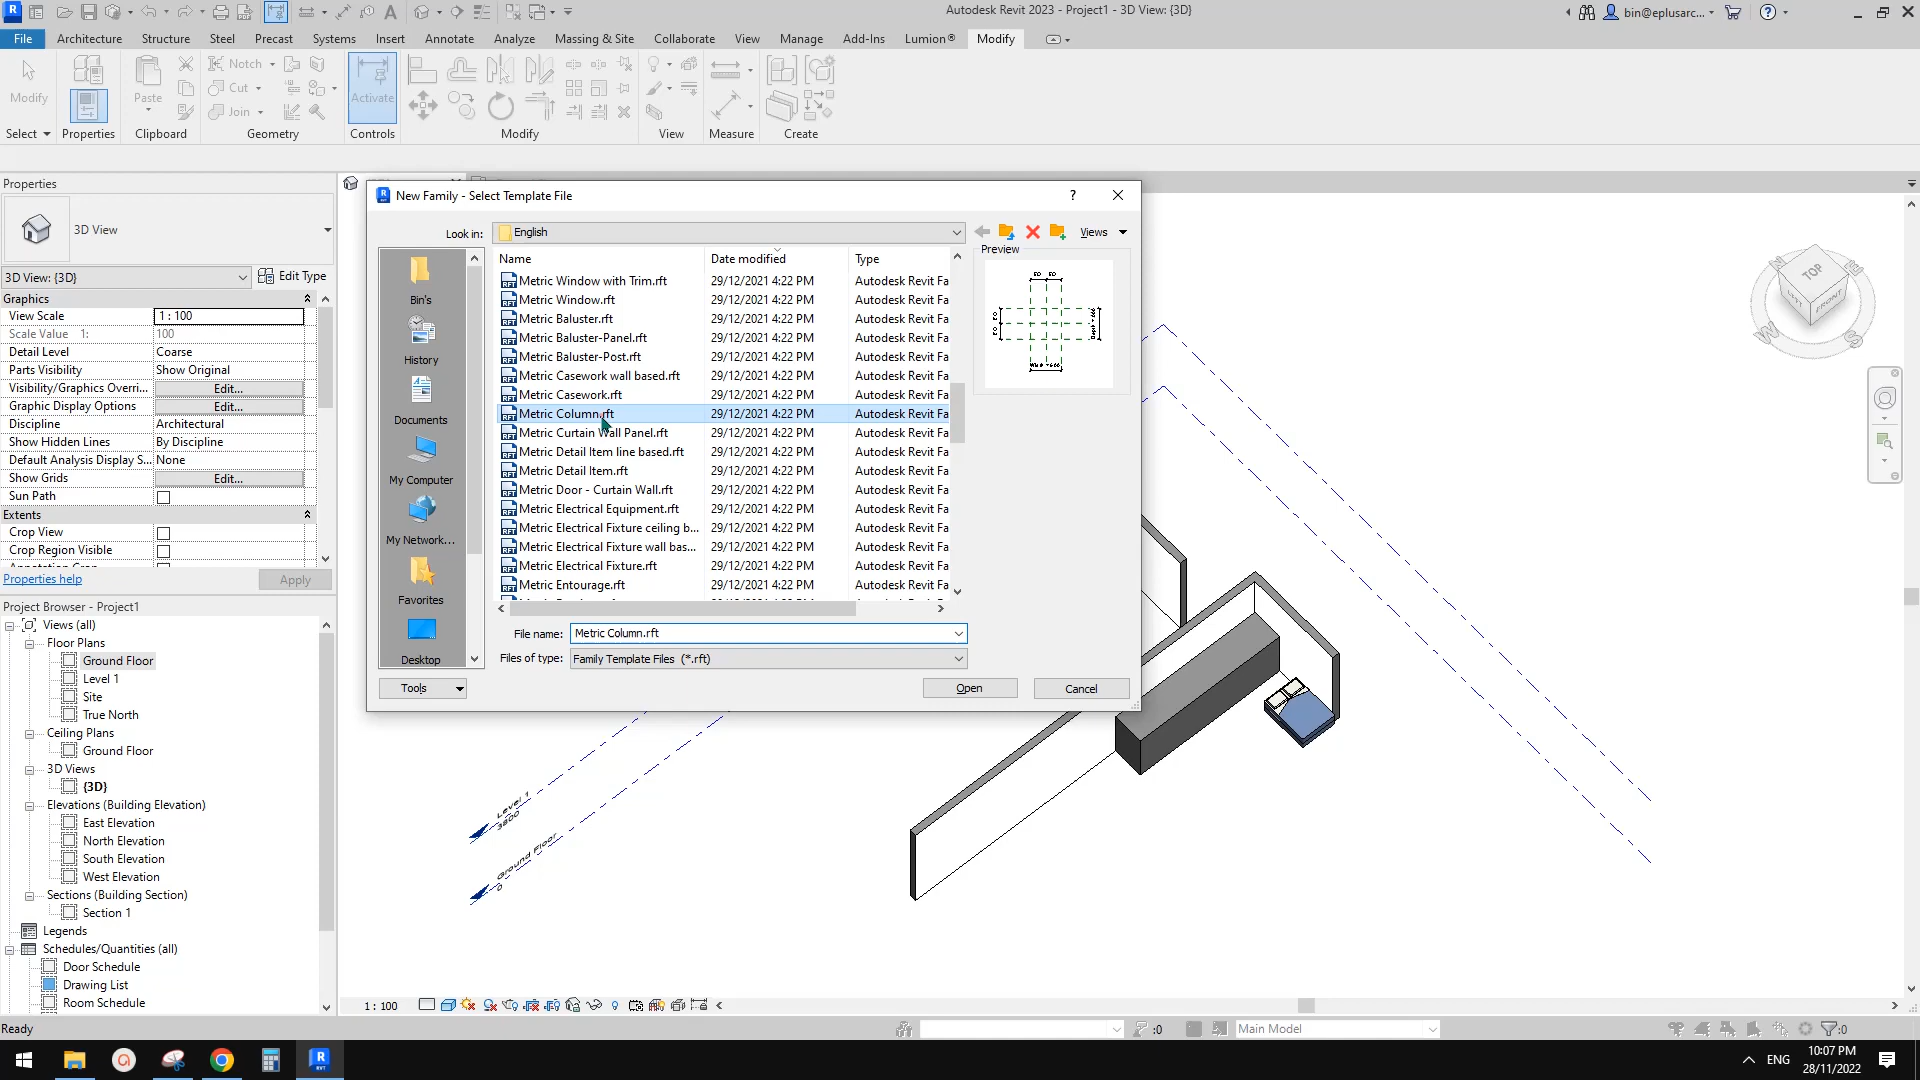 Autodesk Revit 2023 - Project1 - 3D View: {3D}
bin@eplusarc...
File Architecture Structure Steel Precast Systems Insert Annotate Analyze Massing & Site Collaborate View Manage Add-Ins Lumion® Modify
Modify
Paste
Notch
Cut
Join
Activate
Select Properties Clipboard Geometry Controls Modify View Measure Create
Properties
3D View
3D View: {3D} Edit Type
Graphics
View Scale 1 : 100
Scale Value 1: 100
Detail Level Coarse
Parts Visibility Show Original
Visibility/Graphics Overri... Edit...
Graphic Display Options Edit...
Discipline Architectural
Show Hidden Lines By Discipline
Default Analysis Display S... None
Show Grids Edit...
Sun Path
Extents
Crop View
Crop Region Visible
Properties help Apply
Project Browser - Project1
Views (all)
Floor Plans
Ground Floor
Level 1
Site
True North
Ceiling Plans
Ground Floor
3D Views
{3D}
Elevations (Building Elevation)
East Elevation
North Elevation
South Elevation
West Elevation
Sections (Building Section)
Section 1
Legends
Schedules/Quantities (all)
Door Schedule
Drawing List
Room Schedule
New Family - Select Template File
? 
Look in: English Views
Bin's
History
Documents
My Computer
My Network...
Favorites
Desktop
Name Date modified Type
Metric Window with Trim.rft 29/12/2021 4:22 PM Autodesk Revit Fa
Metric Window.rft 29/12/2021 4:22 PM Autodesk Revit Fa
Metric Baluster.rft 29/12/2021 4:22 PM Autodesk Revit Fa
Metric Baluster-Panel.rft 29/12/2021 4:22 PM Autodesk Revit Fa
Metric Baluster-Post.rft 29/12/2021 4:22 PM Autodesk Revit Fa
Metric Casework wall based.rft 29/12/2021 4:22 PM Autodesk Revit Fa
Metric Casework.rft 29/12/2021 4:22 PM Autodesk Revit Fa
Metric Column.rft 29/12/2021 4:22 PM Autodesk Revit Fa
Metric Curtain Wall Panel.rft 29/12/2021 4:22 PM Autodesk Revit Fa
Metric Detail Item line based.rft 29/12/2021 4:22 PM Autodesk Revit Fa
Metric Detail Item.rft 29/12/2021 4:22 PM Autodesk Revit Fa
Metric Door - Curtain Wall.rft 29/12/2021 4:22 PM Autodesk Revit Fa
Metric Electrical Equipment.rft 29/12/2021 4:22 PM Autodesk Revit Fa
Metric Electrical Fixture ceiling b... 29/12/2021 4:22 PM Autodesk Revit Fa
Metric Electrical Fixture wall bas... 29/12/2021 4:22 PM Autodesk Revit Fa
Metric Electrical Fixture.rft 29/12/2021 4:22 PM Autodesk Revit Fa
Metric Entourage.rft 29/12/2021 4:22 PM Autodesk Revit Fa
Preview
EQ EQ
EQ EQ
File name: Metric Column.rft
Files of type: Family Template Files (*.rft)
Tools Open Cancel
TOP
LEFT FRONT
W S E
Level 1
3800
Ground Floor
0
1 : 100
Ready
:0
Main Model
:0
ENG
10:07 PM
28/11/2022